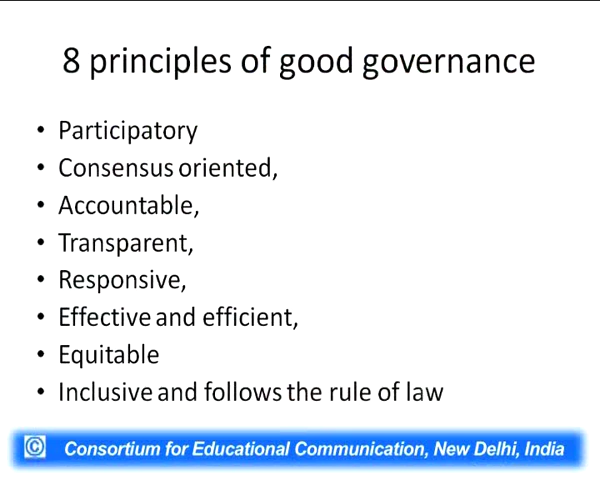 8 principles of good governance
• Participatory
• Consensus oriented,
• Accountable,
• Transparent,
• Responsive,
• Effective and efficient,
• Equitable
• Inclusive and follows the rule of law
© Consortium for Educational Communication, New Delhi, India